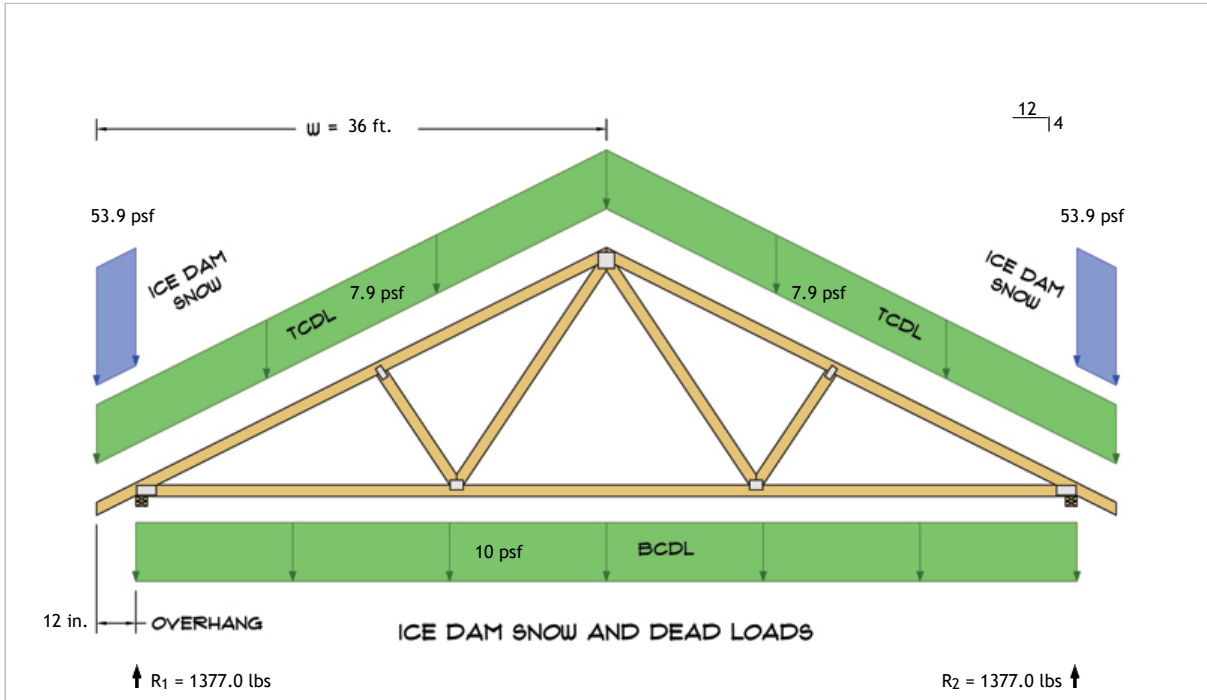 W = 36 ft.
12
4
53.9 psf
53.9 psf
ICE DAM
SNOW
ICE DAM
SNOW
7.9 psf
7.9 psf
TCDL
TCDL
10 psf
BCDL
12 in.
OVERHANG
ICE DAM SNOW AND DEAD LOADS
R₁ = 1377.0 lbs
R₂ = 1377.0 lbs